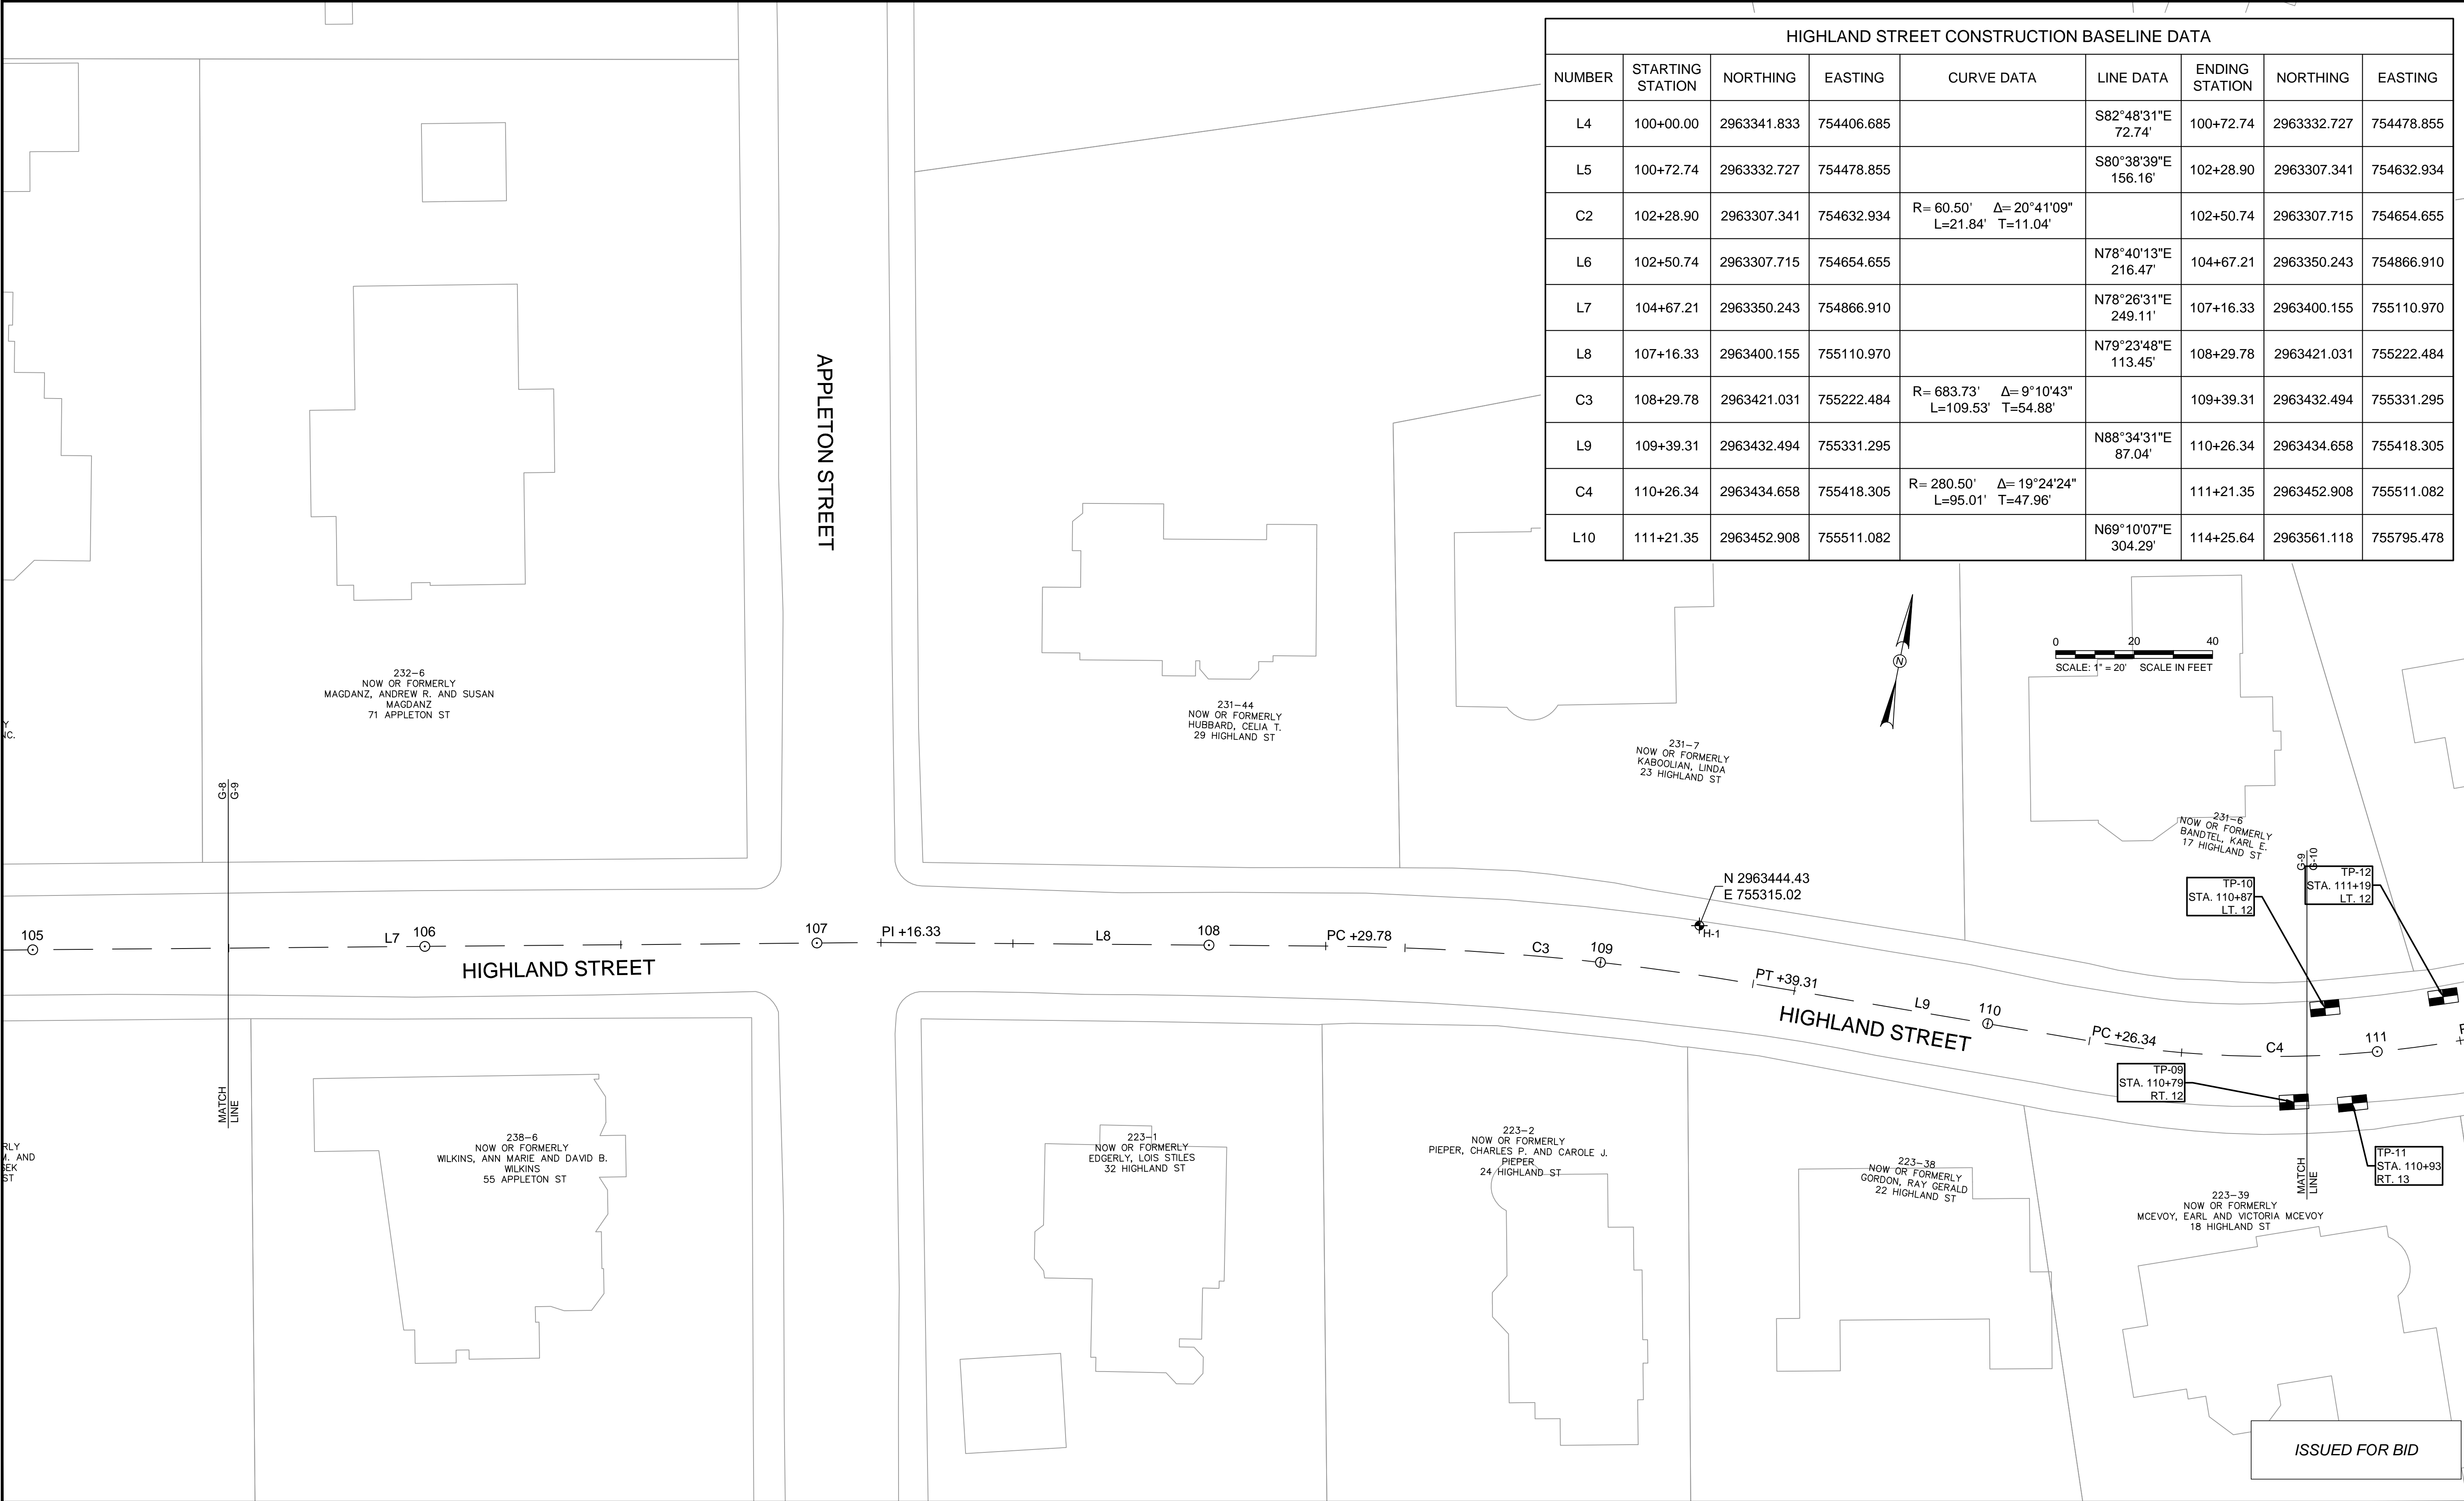 HIGHLAND STREET CONSTRUCTION BASELINE DATA
NUMBER STARTING STATION NORTHING EASTING CURVE DATA LINE DATA ENDING STATION NORTHING EASTING
L4 100+00.00 2963341.833 754406.685 S82°48'31"E 72.74' 100+72.74 2963332.727 754478.855
L5 100+72.74 2963332.727 754478.855 S80°38'39"E 156.16' 102+28.90 2963307.341 754632.934
C2 102+28.90 2963307.341 754632.934 R= 60.50' Δ= 20°41'09" L=21.84' T=11.04' 102+50.74 2963307.715 754654.655
L6 102+50.74 2963307.715 754654.655 N78°40'13"E 216.47' 104+67.21 2963350.243 754866.910
L7 104+67.21 2963350.243 754866.910 N78°26'31"E 249.11' 107+16.33 2963400.155 755110.970
L8 107+16.33 2963400.155 755110.970 N79°23'48"E 113.45' 108+29.78 2963421.031 755222.484
C3 108+29.78 2963421.031 755222.484 R= 683.73' Δ= 9°10'43" L=109.53' T=54.88' 109+39.31 2963432.494 755331.295
L9 109+39.31 2963432.494 755331.295 N88°34'31"E 87.04' 110+26.34 2963434.658 755418.305
C4 110+26.34 2963434.658 755418.305 R= 280.50' Δ= 19°24'24" L=95.01' T=47.96' 111+21.35 2963452.908 755511.082
L10 111+21.35 2963452.908 755511.082 N69°10'07"E 304.29' 114+25.64 2963561.118 755795.478
APPLETON STREET
N
0 20 40
SCALE: 1" = 20' SCALE IN FEET
232-6
NOW OR FORMERLY
MAGDANZ, ANDREW R. AND SUSAN
MAGDANZ
71 APPLETON ST
231-44
NOW OR FORMERLY
HUBBARD, CELIA T.
29 HIGHLAND ST
231-7
NOW OR FORMERLY
KABOOLIAN, LINDA
23 HIGHLAND ST
231-6
NOW OR FORMERLY
BANDTEL, KARL E.
17 HIGHLAND ST
Y
NC.
G-8
G-9
G-9
G-10
TP-10
STA. 110+87
LT. 12
TP-12
STA. 111+19
LT. 12
N 2963444.43
E 755315.02
H-1
105
L7
106
107
PI +16.33
L8
108
PC +29.78
C3
109
PT +39.31
L9
110
PC +26.34
C4
111
HIGHLAND STREET
HIGHLAND STREET
TP-09
STA. 110+79
RT. 12
TP-11
STA. 110+93
RT. 13
MATCH
LINE
MATCH
LINE
RLY
M. AND
SEK
ST
238-6
NOW OR FORMERLY
WILKINS, ANN MARIE AND DAVID B.
WILKINS
55 APPLETON ST
223-1
NOW OR FORMERLY
EDGERLY, LOIS STILES
32 HIGHLAND ST
223-2
NOW OR FORMERLY
PIEPER, CHARLES P. AND CAROLE J.
PIEPER
24 HIGHLAND ST
223-38
NOW OR FORMERLY
GORDON, RAY GERALD
22 HIGHLAND ST
223-39
NOW OR FORMERLY
MCEVOY, EARL AND VICTORIA MCEVOY
18 HIGHLAND ST
ISSUED FOR BID